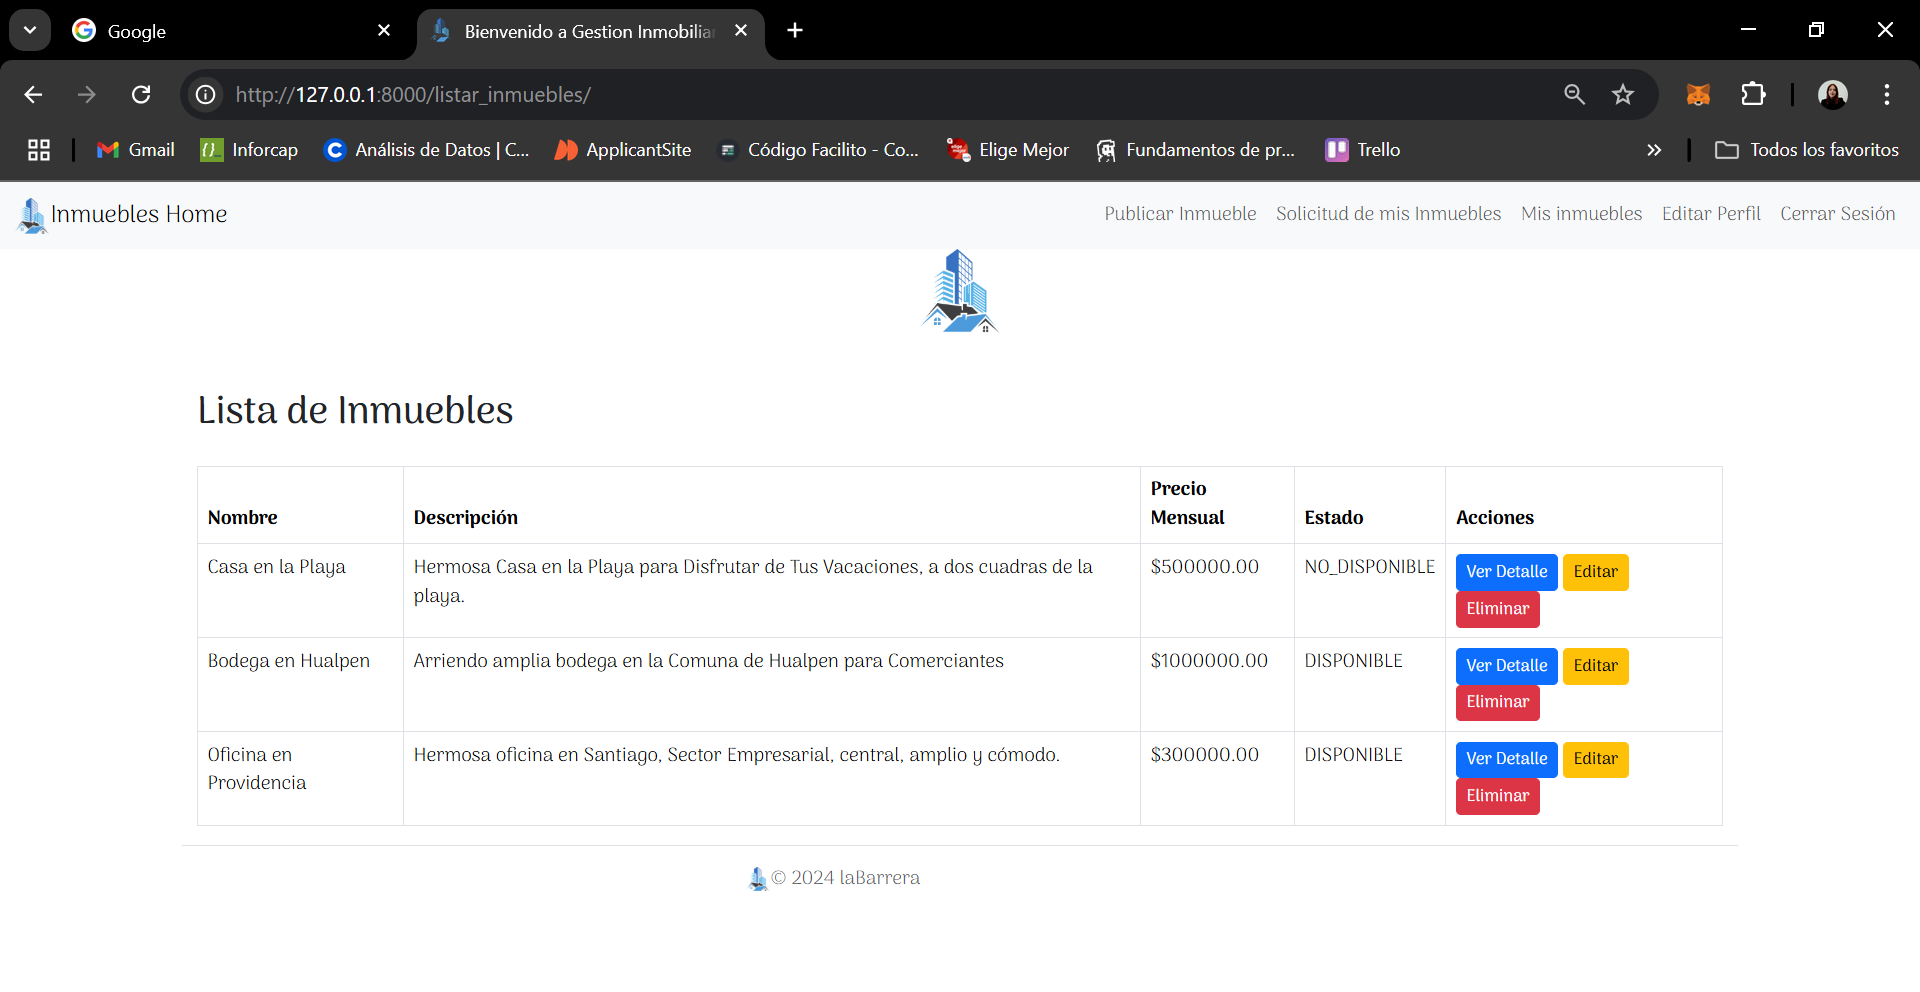 Google
Bienvenido a Gestion Inmobilia
http://127.0.0.1:8000/listar_inmuebles/
Gmail
Inforcap
Análisis de Datos | C...
ApplicantSite
Código Facilito - Co...
Elige Mejor
Fundamentos de pr...
Trello
Todos los favoritos
Inmuebles Home
Publicar Inmueble
Solicitud de mis Inmuebles
Mis inmuebles
Editar Perfil
Cerrar Sesión
Lista de Inmuebles
Nombre
Descripción
Precio
Mensual
Estado
Acciones
Casa en la Playa
Hermosa Casa en la Playa para Disfrutar de Tus Vacaciones, a dos cuadras de la
playa.
$500000.00
NO_DISPONIBLE
Ver Detalle
Editar
Eliminar
Bodega en Hualpen
Arriendo amplia bodega en la Comuna de Hualpen para Comerciantes
$1000000.00
DISPONIBLE
Ver Detalle
Editar
Eliminar
Oficina en
Providencia
Hermosa oficina en Santiago, Sector Empresarial, central, amplio y cómodo.
$300000.00
DISPONIBLE
Ver Detalle
Editar
Eliminar
© 2024 laBarrera